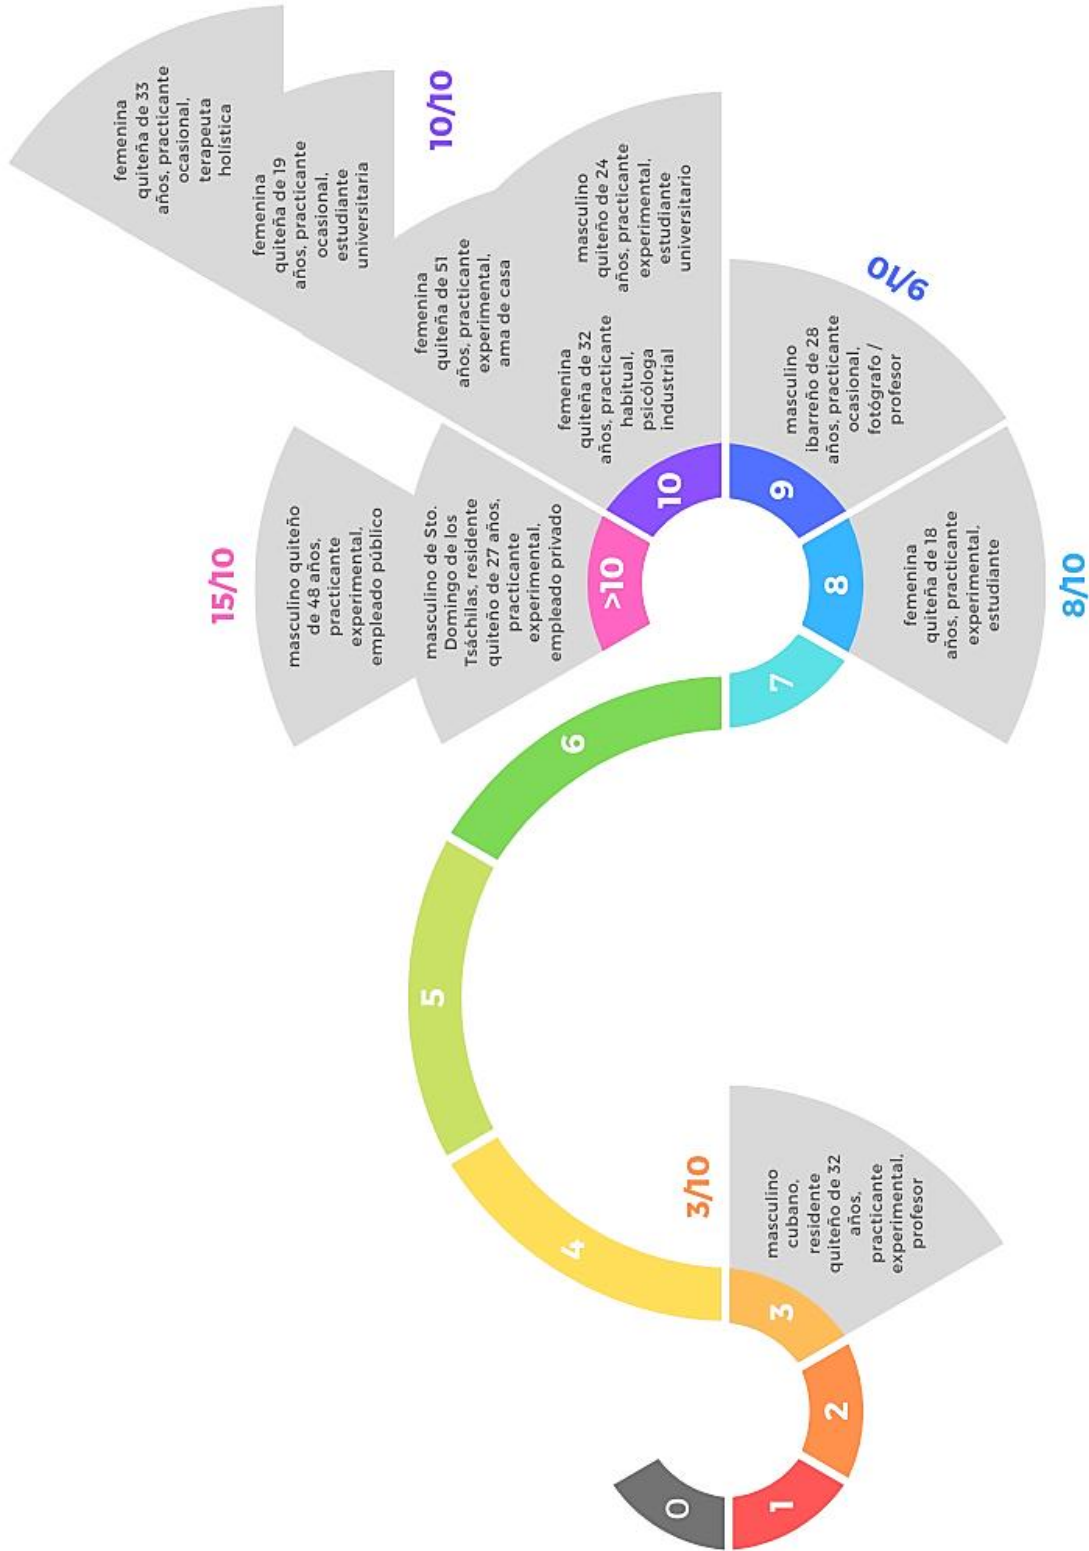 0
1
2
3
3/10
masculino
cubano,
residente
quiteño de 32
años,
practicante
experimental,
profesor
4
5
6
7
8
femenina
quiteña de 18
años, practicante
experimental,
estudiante
8/10
9
masculino
ibarreño de 28
años, practicante
ocasional,
fotógrafo /
profesor
9/10
10
femenina
quiteña de 32
años, practicante
habitual,
psicóloga
industrial
masculino
quiteño de 24
años, practicante
experimental,
estudiante
universitario
femenina
quiteña de 51
años, practicante
experimental,
ama de casa
femenina
quiteña de 19
años, practicante
ocasional,
estudiante
universitaria
femenina
quiteña de 33
años, practicante
ocasional,
terapeuta
holística
10/10
>10
masculino de Sto.
Domingo de los
Tsáchilas, residente
quiteño de 27 años,
practicante
experimental,
empleado privado
masculino quiteño
de 48 años,
practicante
experimental,
empleado público
15/10